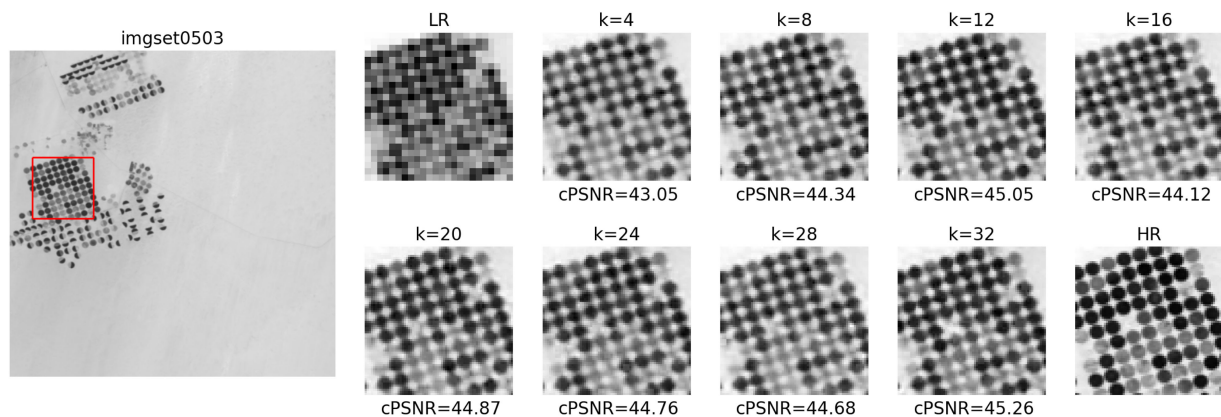 imgset0503
LR
k=4
k=8
k=12
k=16
cPSNR=43.05
cPSNR=44.34
cPSNR=45.05
cPSNR=44.12
k=20
k=24
k=28
k=32
HR
cPSNR=44.87
cPSNR=44.76
cPSNR=44.68
cPSNR=45.26